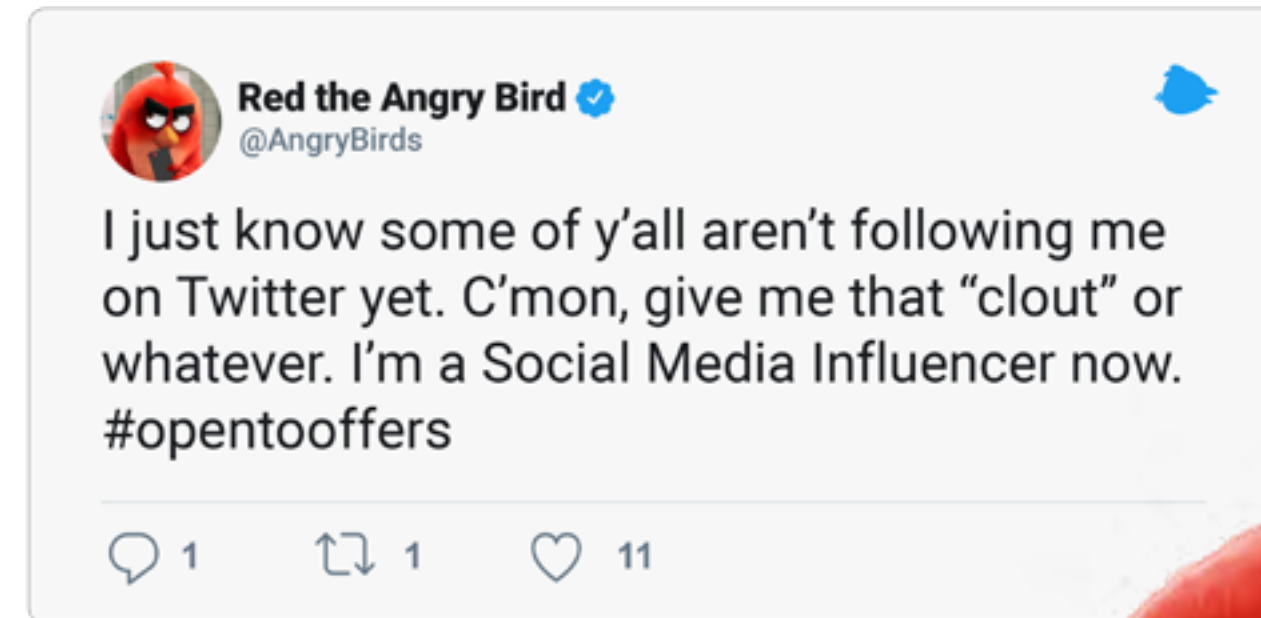 Red the Angry Bird
@AngryBirds
I just know some of y’all aren’t following me
on Twitter yet. C’mon, give me that “clout” or
whatever. I’m a Social Media Influencer now.
#opentooffers
1 1 11